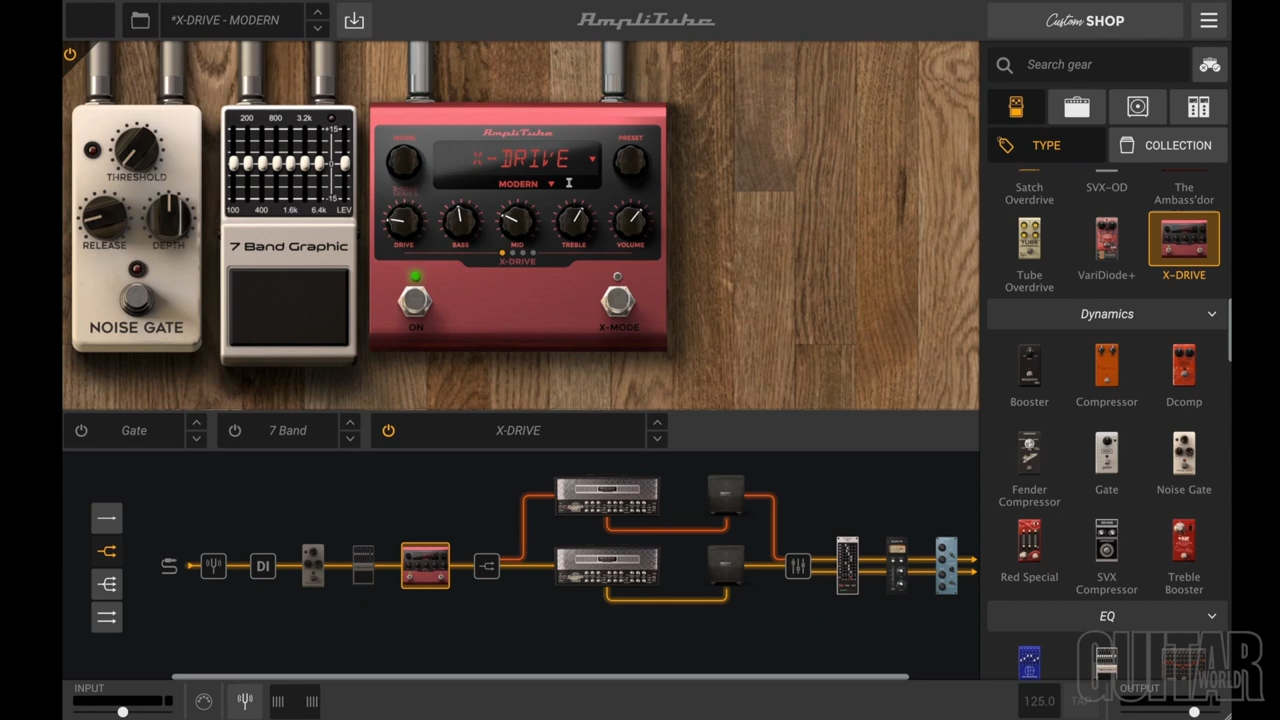 *X-DRIVE - MODERN
AmpliTube
Custom SHOP
Search gear
TYPE
COLLECTION
Satch Overdrive
SVX-OD
The Ambass'dor
Tube Overdrive
VariDiode+
X-DRIVE
Dynamics
Booster
Compressor
Dcomp
Fender Compressor
Gate
Noise Gate
Red Special
SVX Compressor
Treble Booster
EQ
THRESHOLD
RELEASE
DEPTH
NOISE GATE
200 800 3.2k
+15
0
-15
100 400 1.6k 6.4k LEV
7 Band Graphic
AmpliTube
MODEL
PRESET
X-DRIVE
MODERN
DRIVE BASS MID TREBLE VOLUME
X-DRIVE
ON
X-MODE
Gate
7 Band
X-DRIVE
DI
INPUT
125.0
TAP
OUTPUT
GUITAR
WORLD